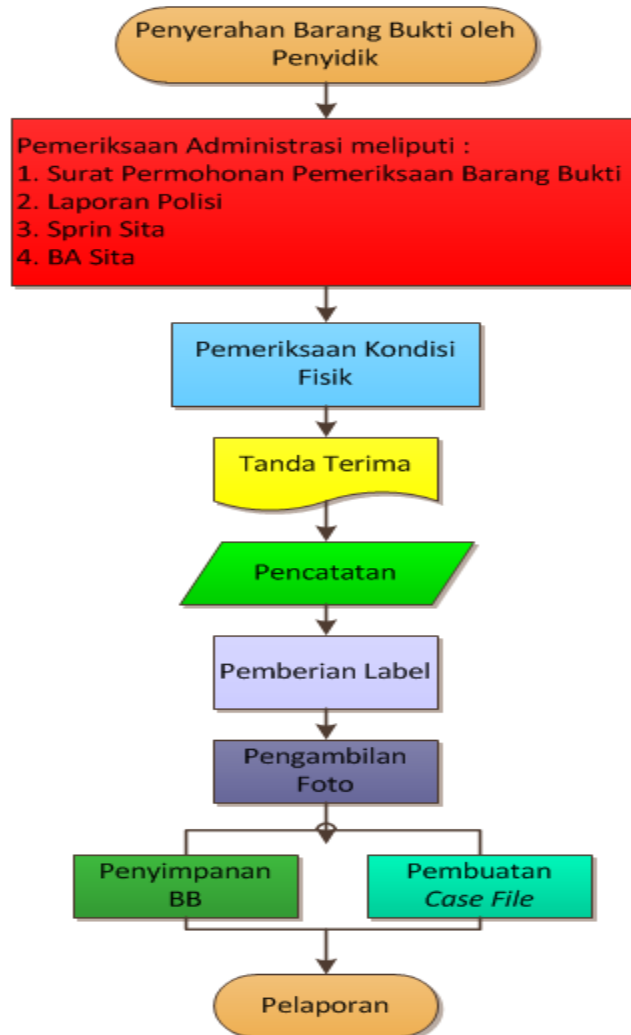 Penyerahan Barang Bukti oleh
Penyidik
Pemeriksaan Administrasi meliputi :
1. Surat Permohonan Pemeriksaan Barang Bukti
2. Laporan Polisi
3. Sprin Sita
4. BA Sita
Pemeriksaan Kondisi
Fisik
Tanda Terima
Pencatatan
Pemberian Label
Pengambilan
Foto
Penyimpanan
BB
Pembuatan
Case File
Pelaporan